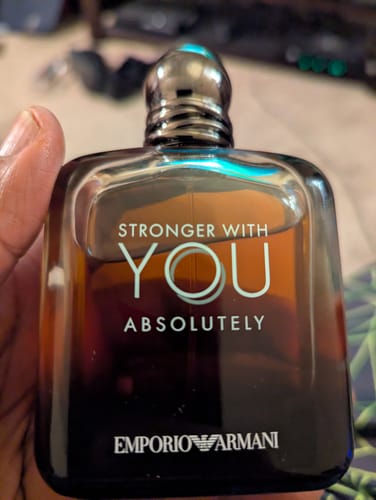 STRONGER WITH
YOU
ABSOLUTELY
EMPORIO ARMANI